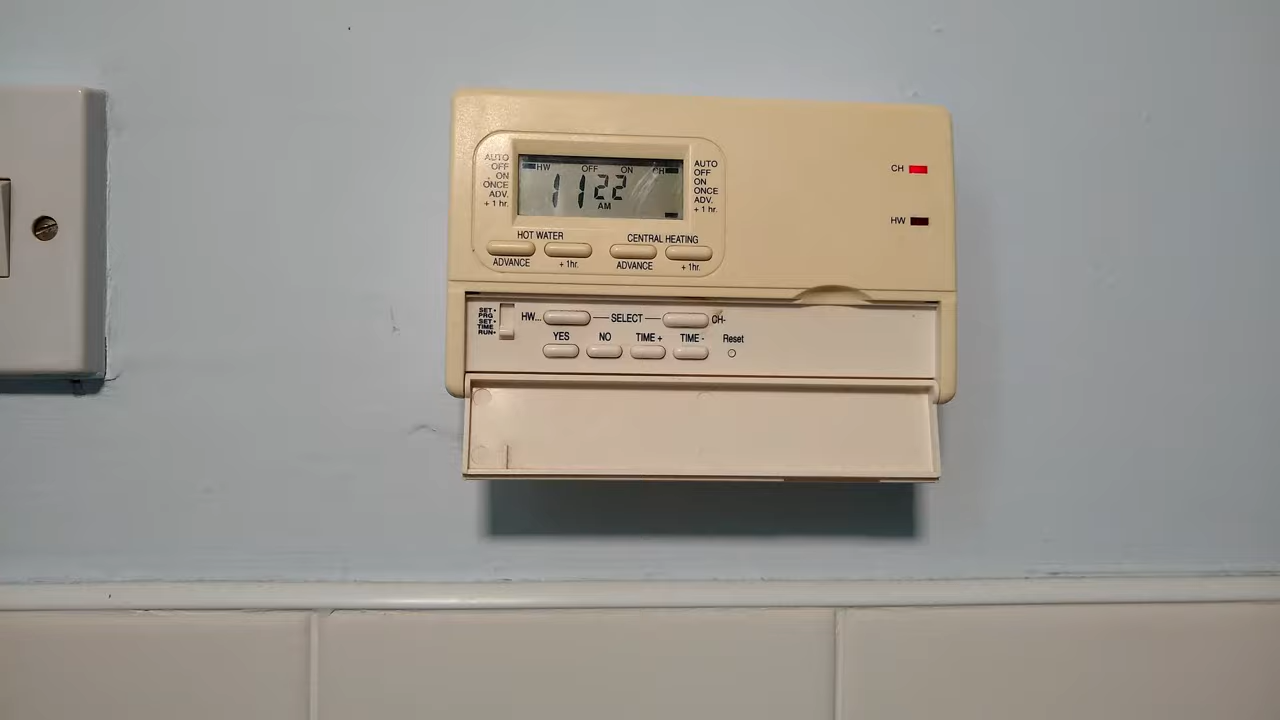 AUTO
OFF
ON
ONCE
ADV.
+ 1 hr.
HW OFF ON CH
11 22
AM
AUTO
OFF
ON
ONCE
ADV.
+ 1 hr.
CH
HW
HOT WATER
CENTRAL HEATING
ADVANCE + 1hr. ADVANCE + 1hr.
SET
PRG
SET
TIME
RUN
HW... SELECT CH-
YES NO TIME + TIME - Reset